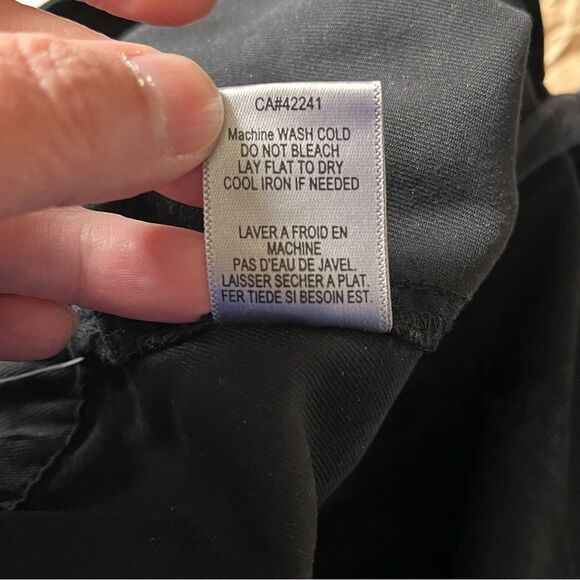 CA#42241
Machine WASH COLD
DO NOT BLEACH
LAY FLAT TO DRY
COOL IRON IF NEEDED
LAVER A FROID EN
MACHINE
PAS D'EAU DE JAVEL.
LAISSER SECHER A PLAT.
FER TIEDE SI BESOIN EST.